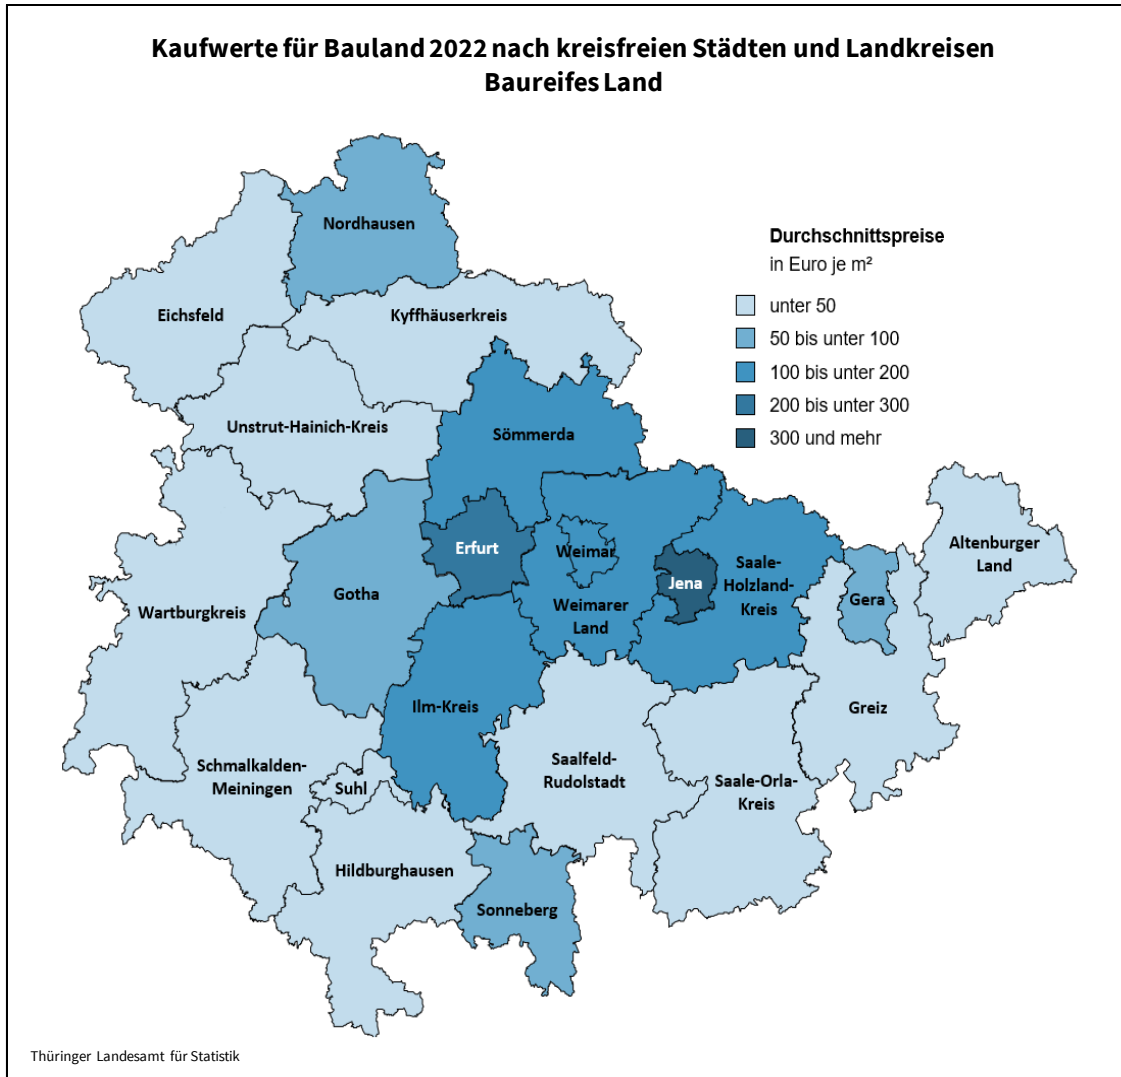 Kaufwerte für Bauland 2022 nach kreisfreien Städten und Landkreisen
Baureifes Land
Nordhausen
Durchschnittspreise
in Euro je m²
unter 50
50 bis unter 100
100 bis unter 200
200 bis unter 300
300 und mehr
Eichsfeld
Kyffhäuserkreis
Unstrut-Hainich-Kreis
Sömmerda
Erfurt
Weimar
Altenburger
Land
Jena
Saale-
Holzland-
Kreis
Gotha
Gera
Wartburgkreis
Weimarer
Land
Ilm-Kreis
Greiz
Schmalkalden-
Meiningen
Suhl
Saalfeld-
Rudolstadt
Saale-Orla-
Kreis
Hildburghausen
Sonneberg
Thüringer Landesamt für Statistik